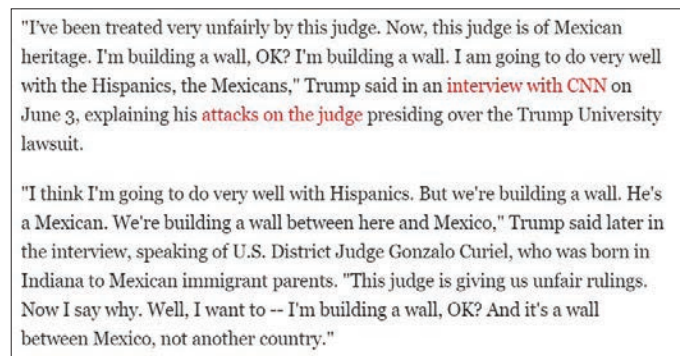 "I've been treated very unfairly by this judge. Now, this judge is of Mexican
heritage. I'm building a wall, OK? I'm building a wall. I am going to do very well
with the Hispanics, the Mexicans," Trump said in an interview with CNN on
June 3, explaining his attacks on the judge presiding over the Trump University
lawsuit.
"I think I'm going to do very well with Hispanics. But we're building a wall. He's
a Mexican. We're building a wall between here and Mexico," Trump said later in
the interview, speaking of U.S. District Judge Gonzalo Curiel, who was born in
Indiana to Mexican immigrant parents. "This judge is giving us unfair rulings.
Now I say why. Well, I want to -- I'm building a wall, OK? And it's a wall
between Mexico, not another country."